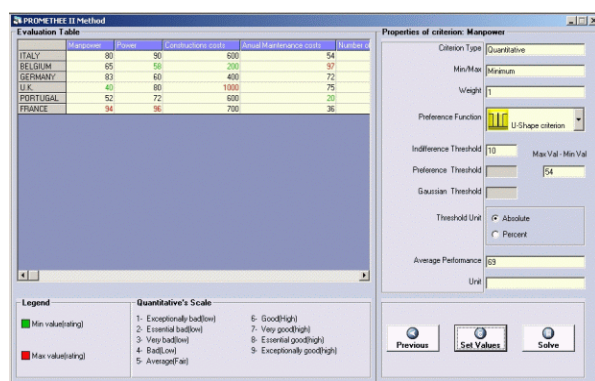 PROMETHEE II Method
Evaluation Table
Manpower Power Constructions costs Anual Maintenance costs Number o
ITALY 80 90 600 54
BELGIUM 65 58 200 97
GERMANY 83 60 400 72
U.K. 40 80 1000 75
PORTUGAL 52 72 600 20
FRANCE 94 96 700 36
Legend
Min value(rating)
Max value(rating)
Quantitative's Scale
1- Exceptionally bad(low)
2- Essential bad(low)
3- Very bad(low)
4- Bad(Low)
5- Average(Fair)
6- Good(High)
7- Very good(high)
8- Essential good(high)
9- Exceptionally good(high)
Properties of criterion: Manpower
Criterion Type Quantitative
Min/Max Minimum
Weight 1
Preference Function U-Shape criterion
Indifference Threshold 10 Max Val - Min Val
Preference Threshold 54
Gaussian Threshold
Threshold Unit Absolute
Percent
Average Performance 69
Unit
Previous Set Values Solve